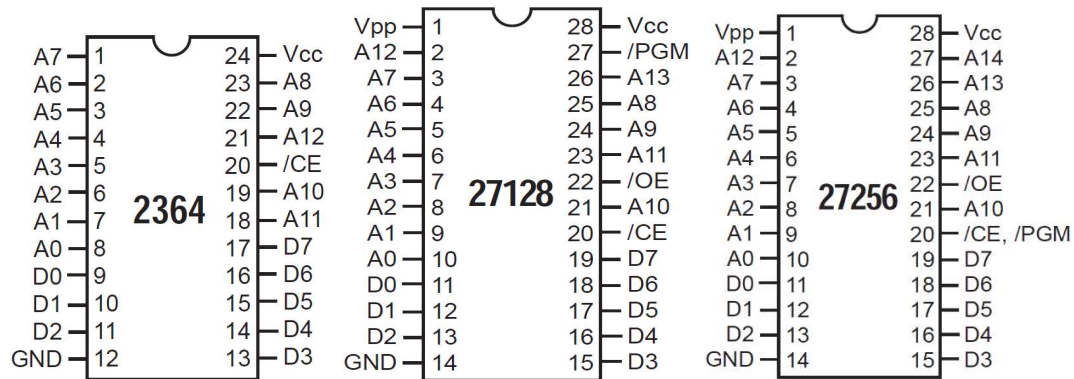 A7 1 24 Vcc
A6 2 23 A8
A5 3 22 A9
A4 4 21 A12
A3 5 20 /CE
A2 6 19 A10
A1 7 18 A11
A0 8 17 D7
D0 9 16 D6
D1 10 15 D5
D2 11 14 D4
GND 12 13 D3
2364
Vpp 1 28 Vcc
A12 2 27 /PGM
A7 3 26 A13
A6 4 25 A8
A5 5 24 A9
A4 6 23 A11
A3 7 22 /OE
A2 8 21 A10
A1 9 20 /CE
A0 10 19 D7
D0 11 18 D6
D1 12 17 D5
D2 13 16 D4
GND 14 15 D3
27128
Vpp 1 28 Vcc
A12 2 27 A14
A7 3 26 A13
A6 4 25 A8
A5 5 24 A9
A4 6 23 A11
A3 7 22 /OE
A2 8 21 A10
A1 9 20 /CE, /PGM
A0 10 19 D7
D0 11 18 D6
D1 12 17 D5
D2 13 16 D4
GND 14 15 D3
27256